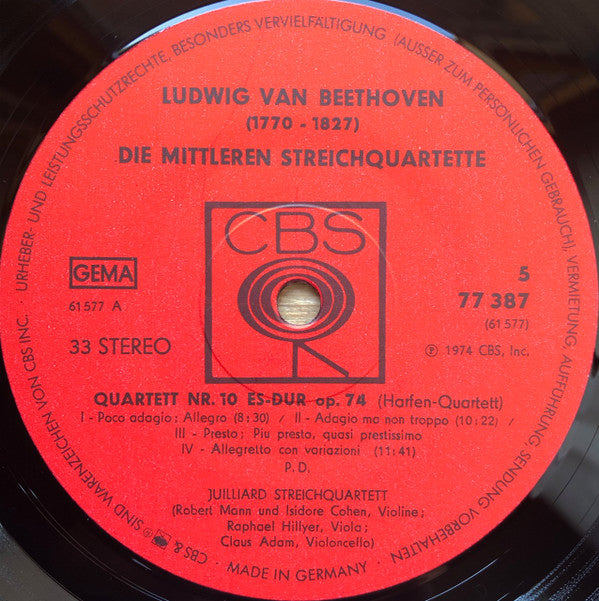 URHEBER- UND LEISTUNGSSCHUTZRECHTE, BESONDERS VERVIELFÄLTIGUNG (AUSSER ZUM PERSÖNLICHEN GEBRAUCH), VERMIETUNG, AUFFÜHRUNG, SENDUNG VORBEHALTEN
LUDWIG VAN BEETHOVEN
(1770 - 1827)
DIE MITTLEREN STREICHQUARTETTE
CBS
GEMA
61 577 A
33 STEREO
5
77 387
(61 577)
℗ 1974 CBS, Inc.
QUARTETT NR. 10 ES-DUR op. 74 (Harfen-Quartett)
I - Poco adagio; Allegro (8:30) / II - Adagio ma non troppo (10:22) /
III - Presto; Piu presto, quasi prestissimo
IV - Allegretto con variazioni (11:41)
P. D.
JUILLIARD STREICHQUARTETT
(Robert Mann und Isidore Cohen, Violine;
Raphael Hillyer, Viola;
Claus Adam, Violoncello)
CBS & ® SIND WARENZEICHEN VON CBS INC. ·
· MADE IN GERMANY ·